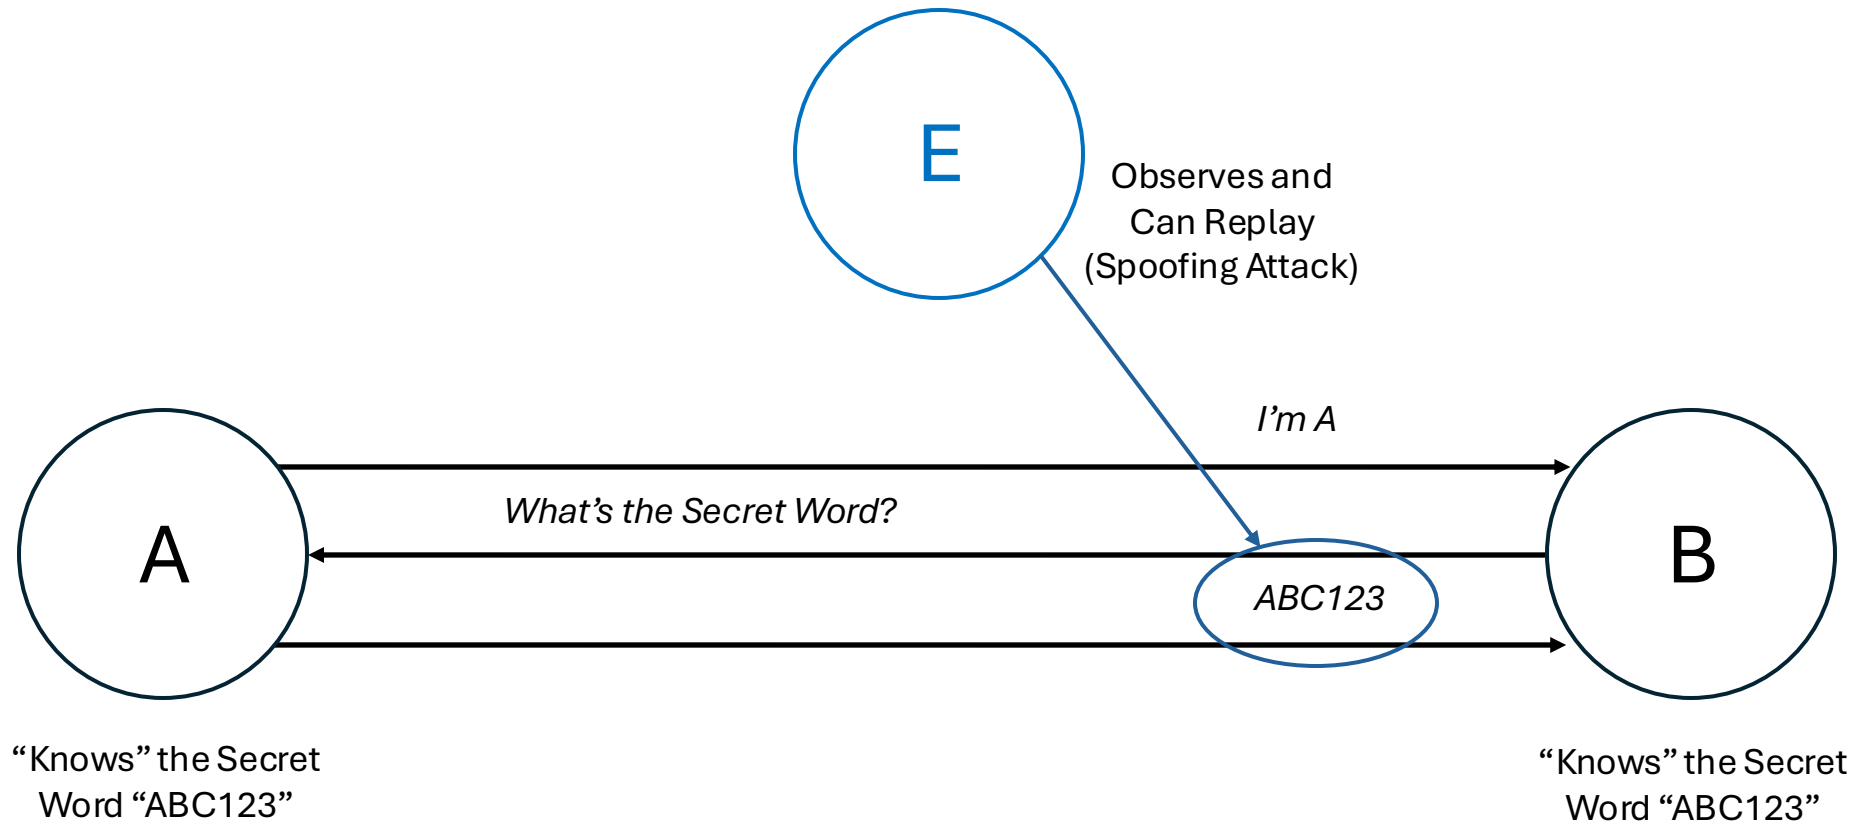 E
Observes and
Can Replay
(Spoofing Attack)
I’m A
What’s the Secret Word?
A
B
ABC123
“Knows” the Secret
Word “ABC123”
“Knows” the Secret
Word “ABC123”